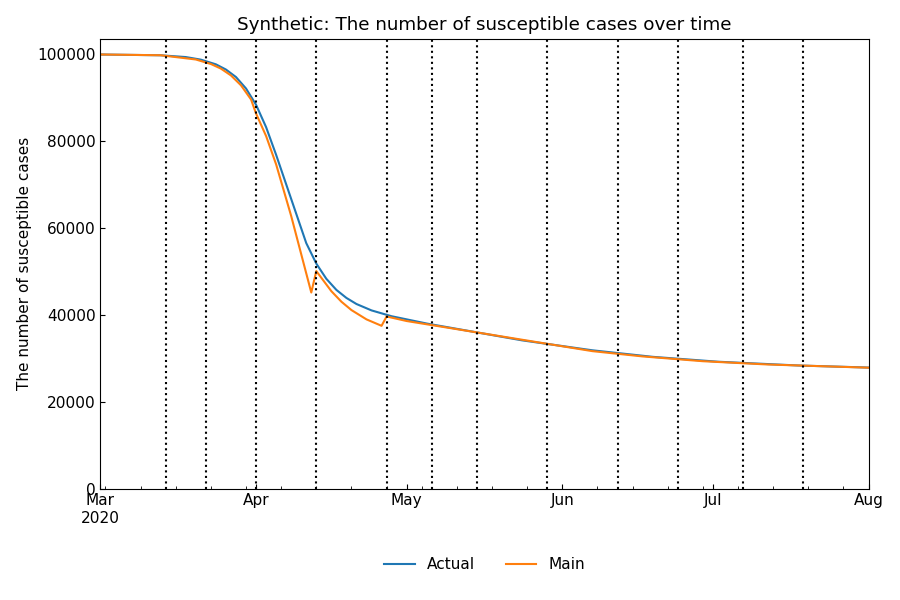 Synthetic: The number of susceptible cases over time
The number of susceptible cases
100000
80000
60000
40000
20000
0
Mar
2020
Apr
May
Jun
Jul
Aug
Actual
Main